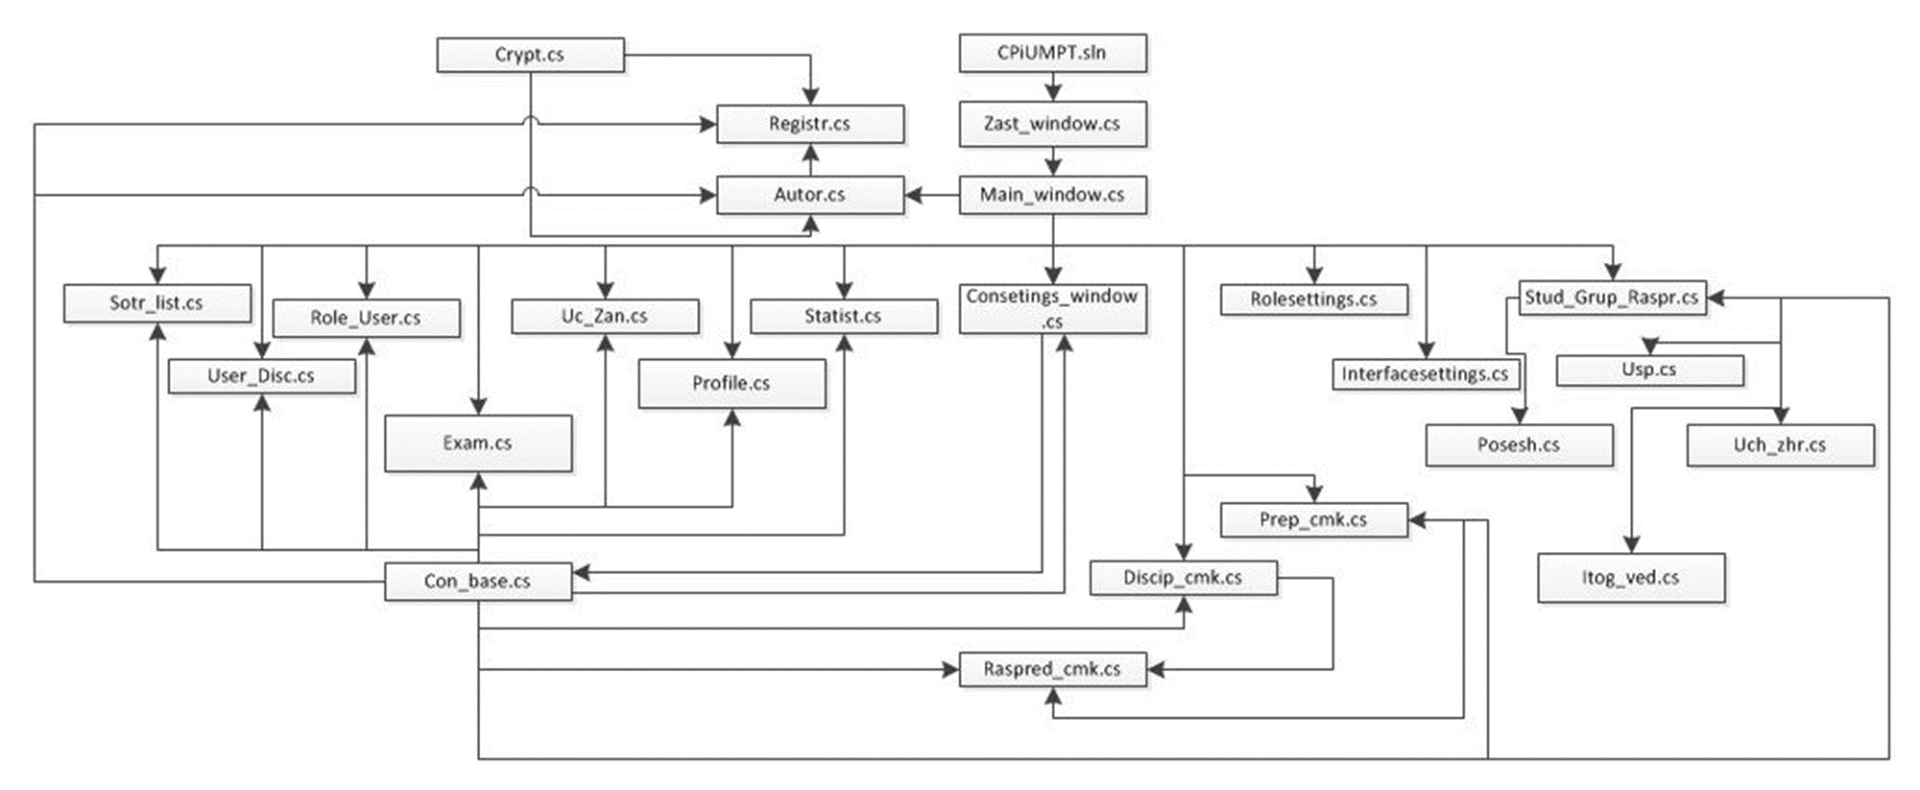 Crypt.cs
CPiUMPT.sln
Registr.cs
Zast_window.cs
Autor.cs
Main_window.cs
Sotr_list.cs
Role_User.cs
Uc_Zan.cs
Statist.cs
Consetings_window
.cs
Rolesettings.cs
Stud_Grup_Raspr.cs
User_Disc.cs
Profile.cs
Interfacesettings.cs
Usp.cs
Exam.cs
Posesh.cs
Uch_zhr.cs
Prep_cmk.cs
Con_base.cs
Discip_cmk.cs
Itog_ved.cs
Raspred_cmk.cs